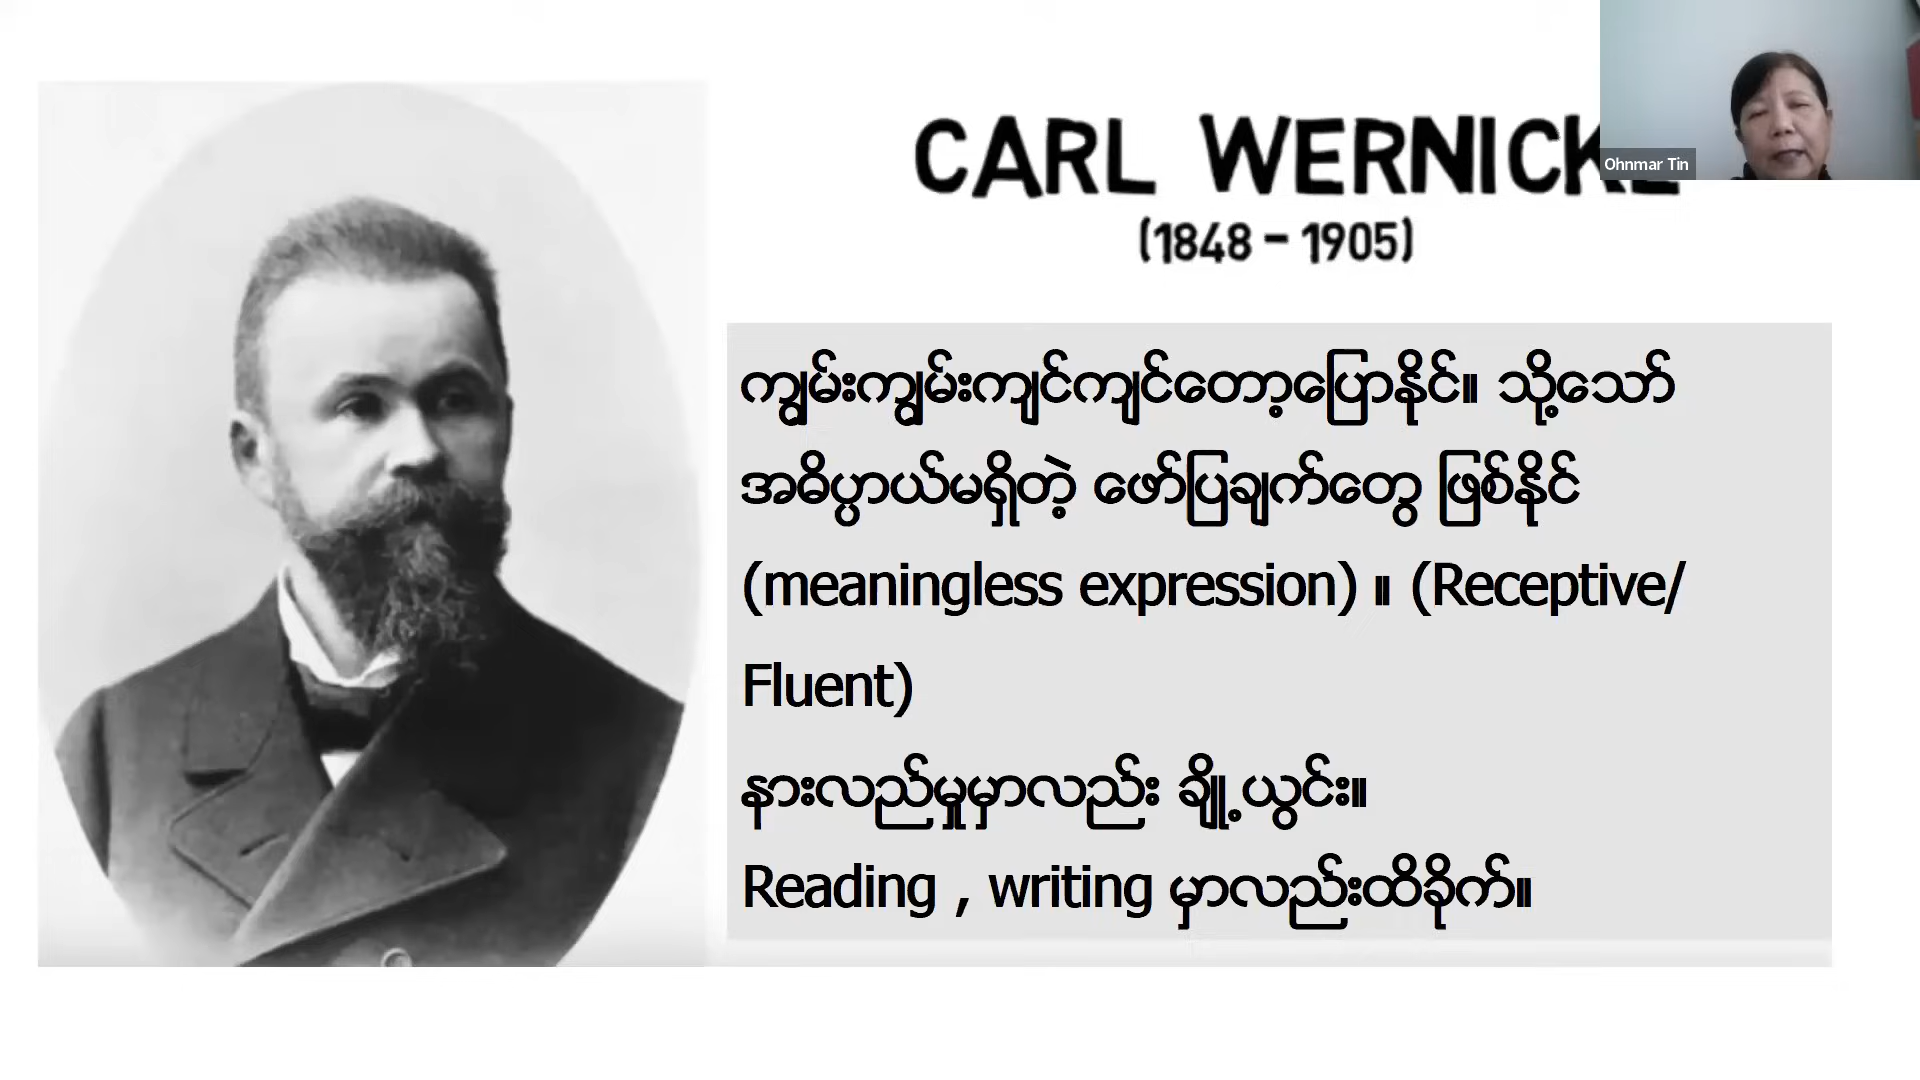 CARL WERNICKE
Ohnmar Tin
(1848 – 1905)
ကျွမ်းကျွမ်းကျင်ကျင်တော့ပြောနိုင်။ သို့သော်
အဓိပ္ပာယ်မရှိတဲ့ ဖော်ပြချက်တွေ ဖြစ်နိုင်
(meaningless expression) ။ (Receptive/
Fluent)
နားလည်မှုမှာလည်း ချို့ယွင်း။
Reading , writing မှာလည်းထိခိုက်။